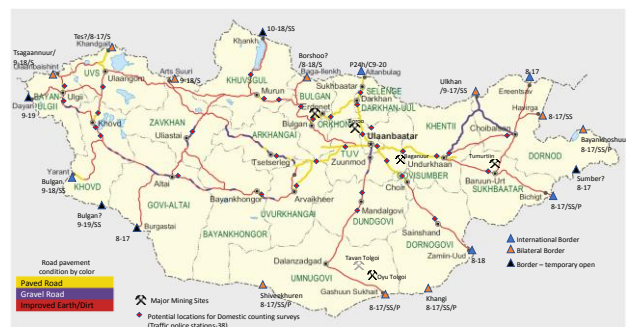 10-18/SS
Tes?/8-17/S
Khandgait
Khankh
Tsagaannuur/
9-18/S
Ulaanbaishint
Borshoo?
/8-18/S
Baga-Ilenkh
P24h/C9-20
Altanbulag
Arts Suuri
9-18/S
UVS
Ulaangom
KHUVSGUL
Sukhbaatar
SELENGE
Ulkhan
/9-17/SS
8-17
Ereentsav
BAYAN
ULGII
Ulgi
Dayan
9-19
Murun
BULGAN
Erdenet
Darkhan
DARKHAN-UUL
Havirga
8-17/SS
Khovd
ZAVKHAN
Bulgan
ORKHON
Boroo
KHENTII
Choibalsan
Bayankhoshuu
8-17/SS/P
Uliastai
ARKHANGAI
Ulaanbaatar
DORNOD
Tsetserleg
TUV
Zuunmod
Baganuur
Undurkhaan
Tumurtiin
Yarant
Bulgan,
9-18/SS
KHOVD
Altai
Baruun-Urt
Sumber?
8-17
GOVISUMBER
Choir
SUKHBAATAR
Bayankhongor
Arvaikheer
Bichigt
8-17/SS/P
Bulgan?
9-19/SS
GOVI-ALTAI
UVURKHANGAI
Mandalgovi
DUNDGOVI
8-17
Burgastai
BAYANKHONGOR
Sainshand
DORNOGOVI
International Border
Bilateral Border
Border – temporary open
Dalanzadgad
Tavan Tolgoi
Zamiin-Uud
8-18
Road pavement
condition by color
UMNUGOVI
Oyu Tolgoi
Paved Road
Gravel Road
Improved Earth/Dirt
Major Mining Sites
Shiveekhuren
/8-17/SS/P
Gashuun Sukhait
8-17/SS/P
Khangi
/8-17/SS/P
Potential locations for Domestic counting surveys
(Traffic police stations-38)